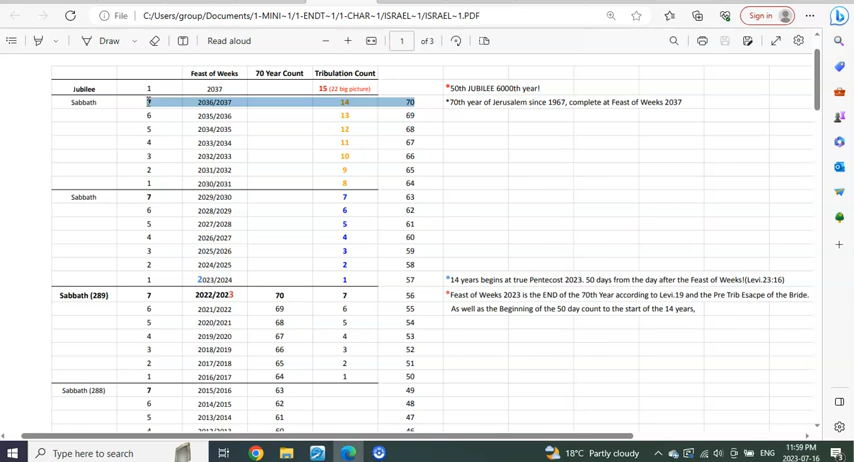 File C:/Users/group/Documents/1-MINI~1/1-ENDT~1/1-CHAR~1/ISRAEL~1/ISRAEL~1.PDF Sign in
Draw Read aloud 1 of 3
Feast of Weeks 70 Year Count Tribulation Count
Jubilee 1 2037 15 (22 big picture) *50th JUBILEE 6000th year!
Sabbath 7 2036/2037 14 70 *70th year of Jerusalem since 1967, complete at Feast of Weeks 2037
6 2035/2036 13 69
5 2034/2035 12 68
4 2033/2034 11 67
3 2032/2033 10 66
2 2031/2032 9 65
1 2030/2031 8 64
Sabbath 7 2029/2030 7 63
6 2028/2029 6 62
5 2027/2028 5 61
4 2026/2027 4 60
3 2025/2026 3 59
2 2024/2025 2 58
1 2023/2024 1 57 *14 years begins at true Pentecost 2023. 50 days from the day after the Feast of Weeks!(Levi.23:16)
Sabbath (289) 7 2022/2023 70 7 56 *Feast of Weeks 2023 is the END of the 70th Year according to Levi.19 and the Pre Trib Esacpe of the Bride.
6 2021/2022 69 6 55 As well as the Beginning of the 50 day count to the start of the 14 years,
5 2020/2021 68 5 54
4 2019/2020 67 4 53
3 2018/2019 66 3 52
2 2017/2018 65 2 51
1 2016/2017 64 1 50
Sabbath (288) 7 2015/2016 63 49
6 2014/2015 62 48
5 2013/2014 61 47
Type here to search 18°C Partly cloudy ENG 11:59 PM 2023-07-16 3